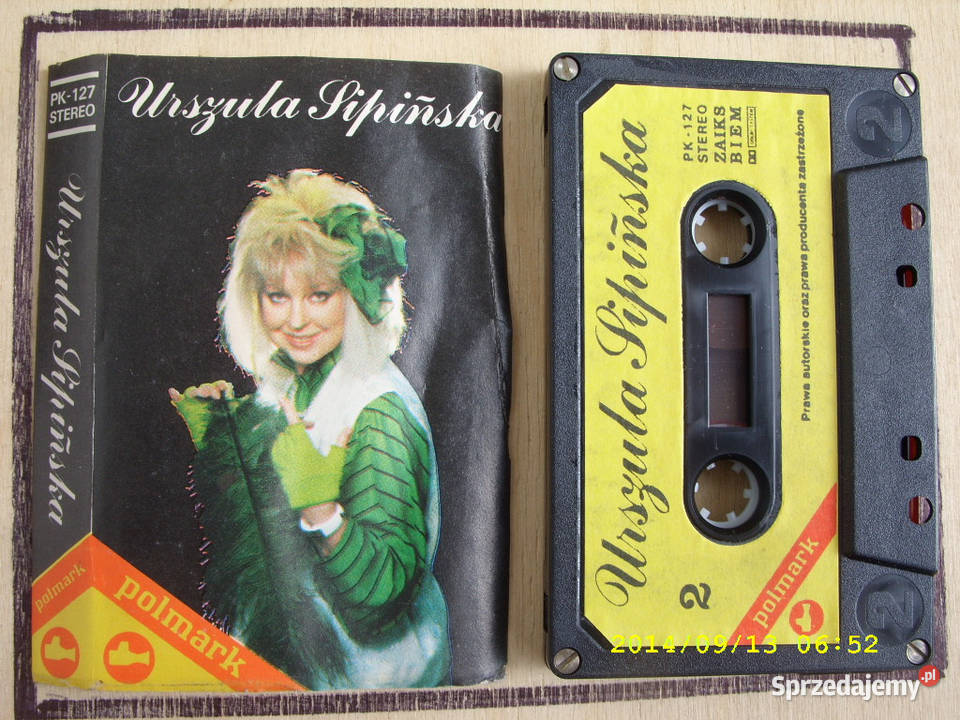 PK-127
STEREO
Urszula Sipińska
Urszula Sipińska
polmark
polmark
Urszula Sipińska
2
PK-127
STEREO
ZAIKS
BIEM
Prawa autorskie oraz prawa producenta zastrzeżone
polmark
2
2
2014/09/13 06:52
Sprzedajemy.pl